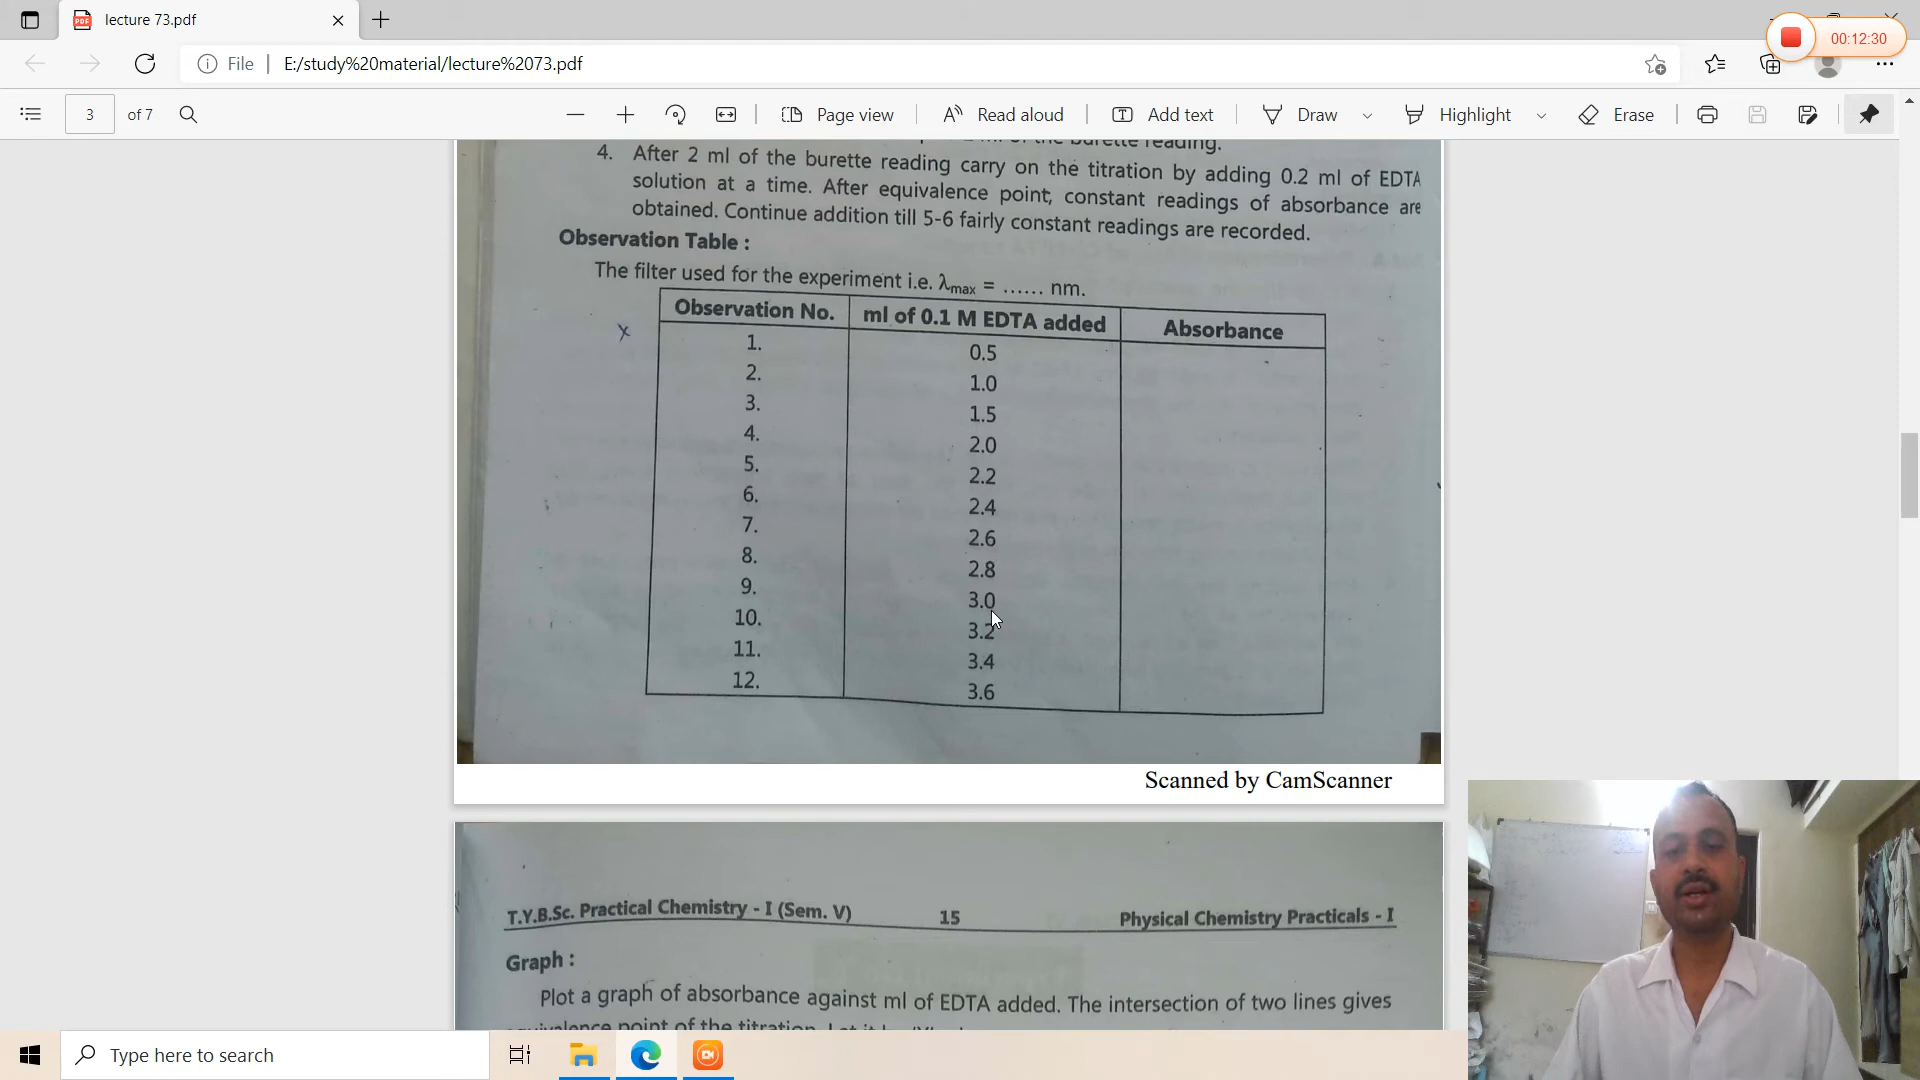 lecture 73.pdf
00:12:30
File
E:/study%20material/lecture%2073.pdf
3 of 7
Page view
Read aloud
Add text
Draw
Highlight
Erase
the burette reading.
4. After 2 ml of the burette reading carry on the titration by adding 0.2 ml of EDTA
solution at a time. After equivalence point, constant readings of absorbance are
obtained. Continue addition till 5-6 fairly constant readings are recorded.
Observation Table :
The filter used for the experiment i.e. λmax = ...... nm.
Observation No. ml of 0.1 M EDTA added Absorbance
x
1. 0.5
2. 1.0
3. 1.5
4. 2.0
5. 2.2
6. 2.4
7. 2.6
8. 2.8
9. 3.0
10. 3.2
11. 3.4
12. 3.6
Scanned by CamScanner
T.Y.B.Sc. Practical Chemistry - I (Sem. V) 15 Physical Chemistry Practicals - I
Graph :
Plot a graph of absorbance against ml of EDTA added. The intersection of two lines gives
point of the titration.
Type here to search